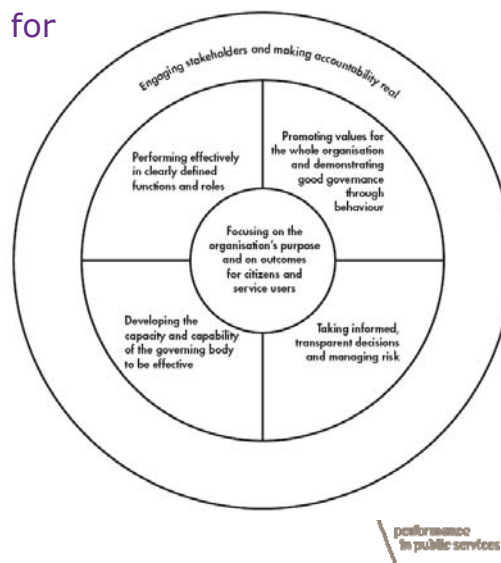 for
Engaging stakeholders and making accountability real
Performing effectively
in clearly defined
functions and roles
Promoting values for
the whole organisation
and demonstrating
good governance
through
behaviour
Focusing on the
organisation's purpose
and on outcomes
for citizens and
service users
Developing the
capacity and capability
of the governing body
to be effective
Taking informed,
transparent decisions
and managing risk
performance
in public services